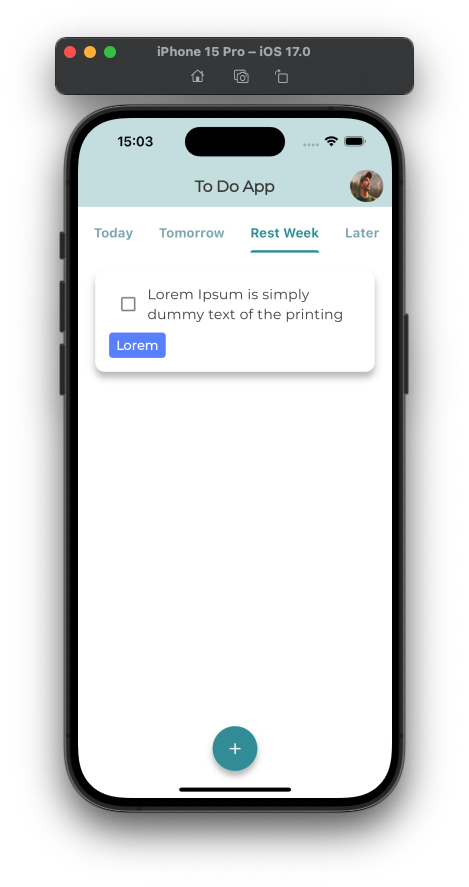 iPhone 15 Pro – iOS 17.0
15:03
To Do App
Today Tomorrow Rest Week Later
Lorem Ipsum is simply
dummy text of the printing
Lorem
+